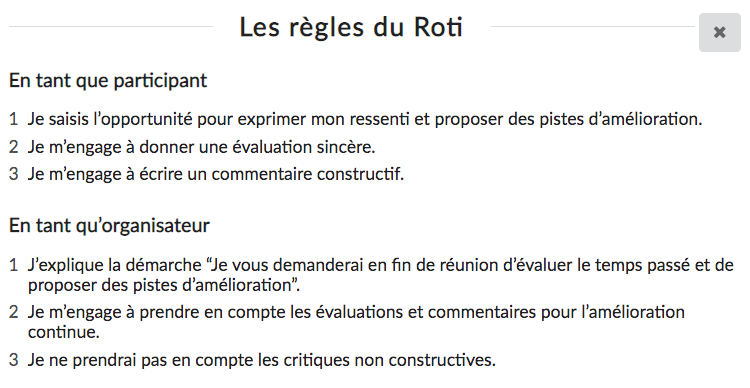 Les règles du Roti
En tant que participant
1 Je saisis l’opportunité pour exprimer mon ressenti et proposer des pistes d’amélioration.
2 Je m’engage à donner une évaluation sincère.
3 Je m’engage à écrire un commentaire constructif.
En tant qu’organisateur
1 J’explique la démarche “Je vous demanderai en fin de réunion d’évaluer le temps passé et de
proposer des pistes d’amélioration”.
2 Je m’engage à prendre en compte les évaluations et commentaires pour l’amélioration
continue.
3 Je ne prendrai pas en compte les critiques non constructives.